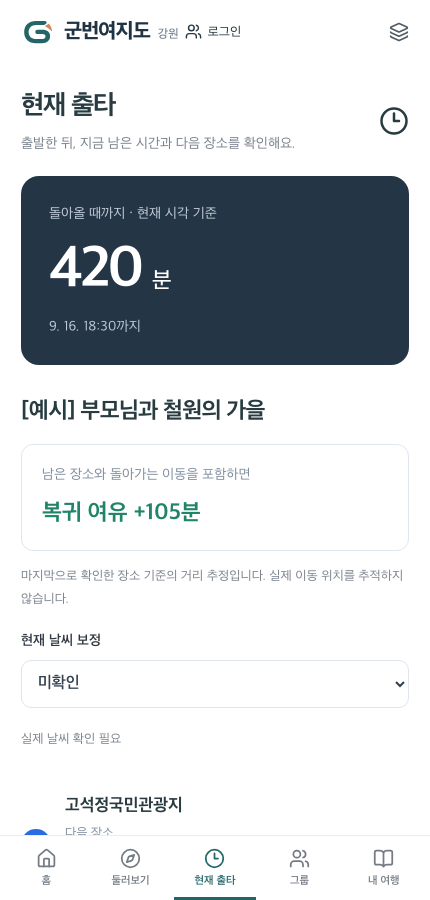 군번여지도 강원 로그인
현재 출타
출발한 뒤, 지금 남은 시간과 다음 장소를 확인해요.
돌아올 때까지 · 현재 시각 기준
420 분
9. 16. 18:30까지
[예시] 부모님과 철원의 가을
남은 장소와 돌아가는 이동을 포함하면
복귀 여유 +105분
마지막으로 확인한 장소 기준의 거리 추정입니다. 실제 이동 위치를 추적하지
않습니다.
현재 날씨 보정
미확인
실제 날씨 확인 필요
고석정국민관광지
다음 장소
홈 둘러보기 현재 출타 그룹 내 여행